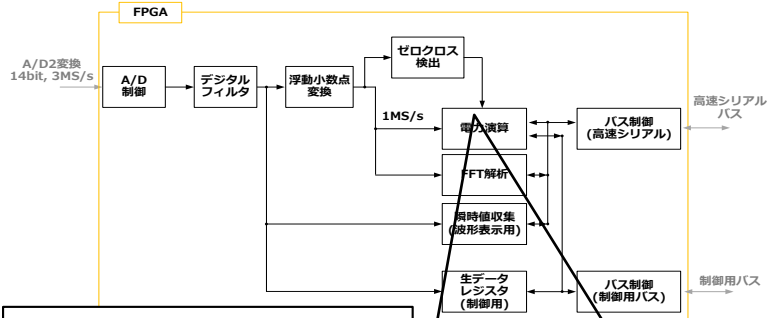 FPGA
A/D2変換
14bit, 3MS/s
A/D
制御
デジタル
フィルタ
浮動小数点
変換
ゼロクロス
検出
1MS/s
電力演算
FFT解析
瞬時値収集
(波形表示用)
生データ
レジスタ
(制御用)
バス制御
(高速シリアル)
高速シリアル
バス
バス制御
(制御用バス)
制御用バス